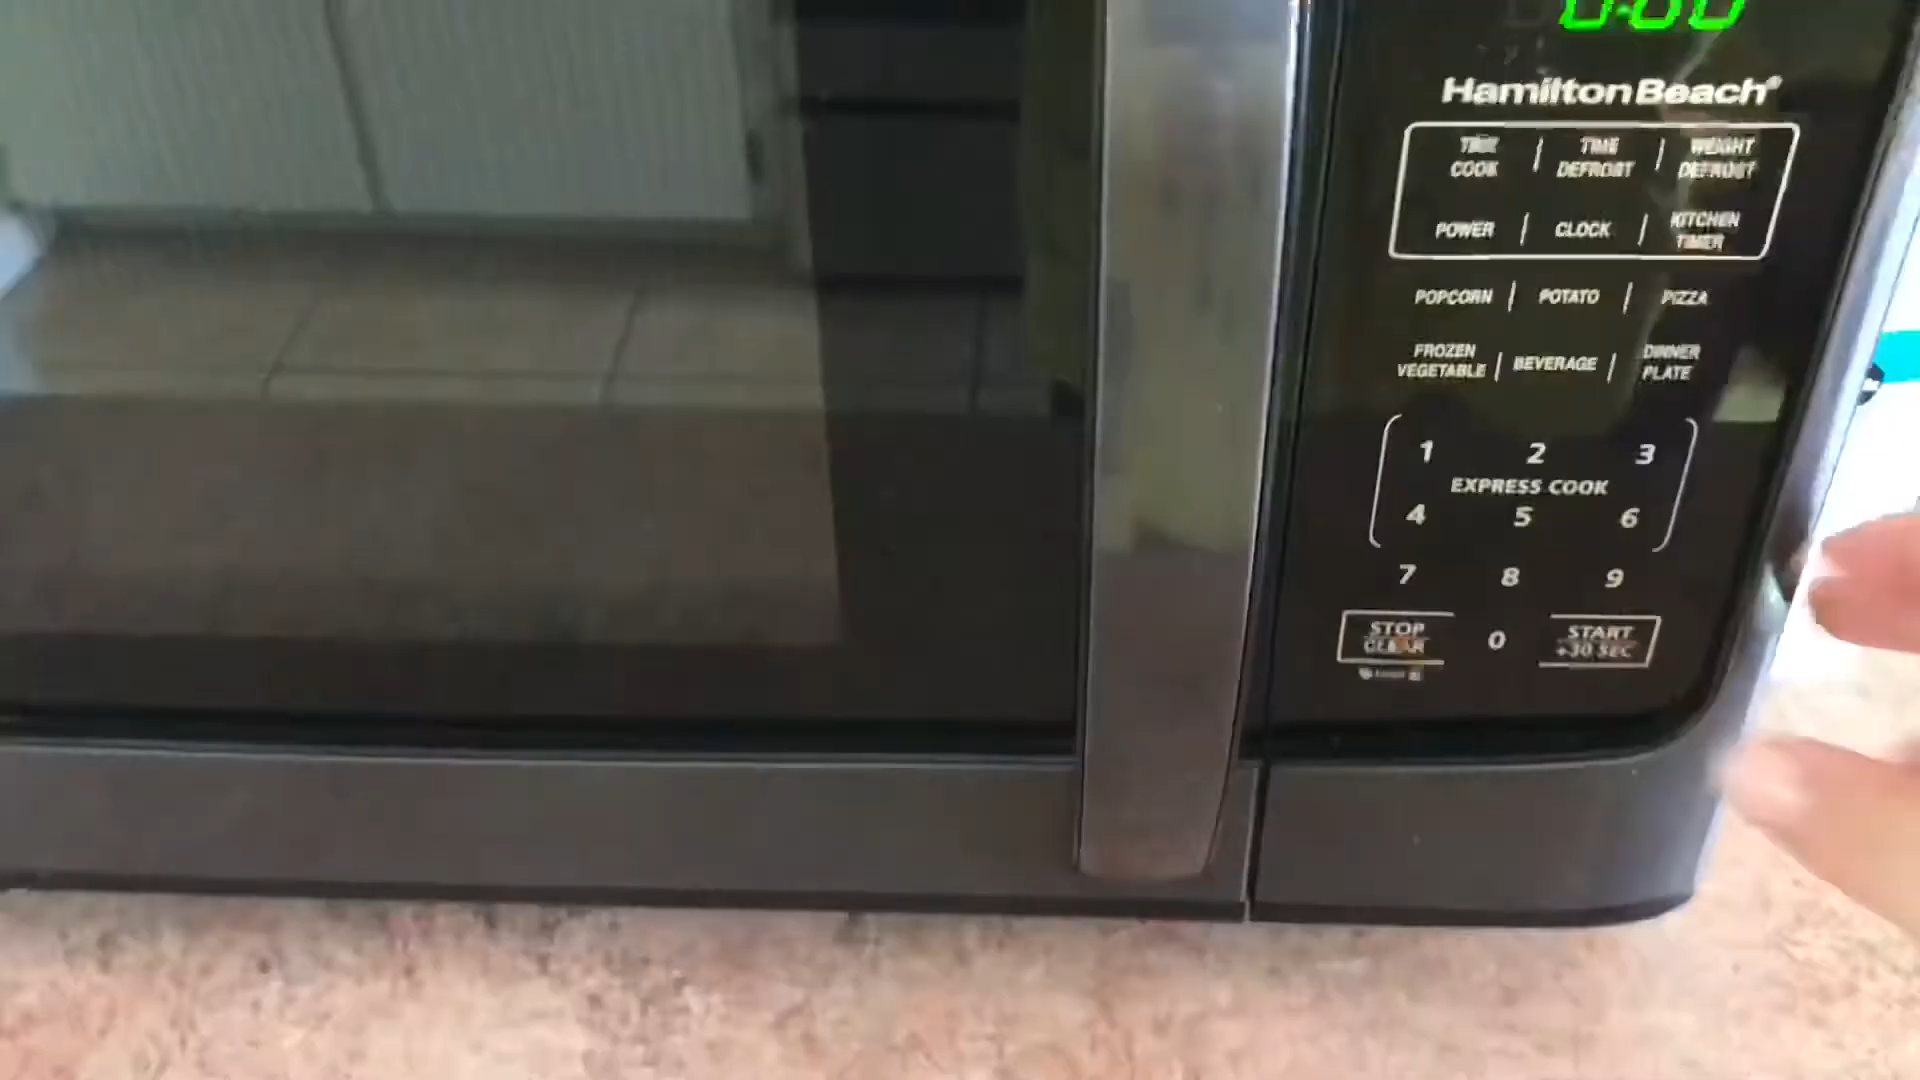 HamiltonBeach®
TIME COOK | TIME DEFROST | WEIGHT DEFROST
POWER | CLOCK | KITCHEN TIMER
POPCORN | POTATO | PIZZA
FROZEN VEGETABLE | BEVERAGE | DINNER PLATE
1 2 3
EXPRESS COOK
4 5 6
7 8 9
STOP CLEAR 0 START +30 SEC